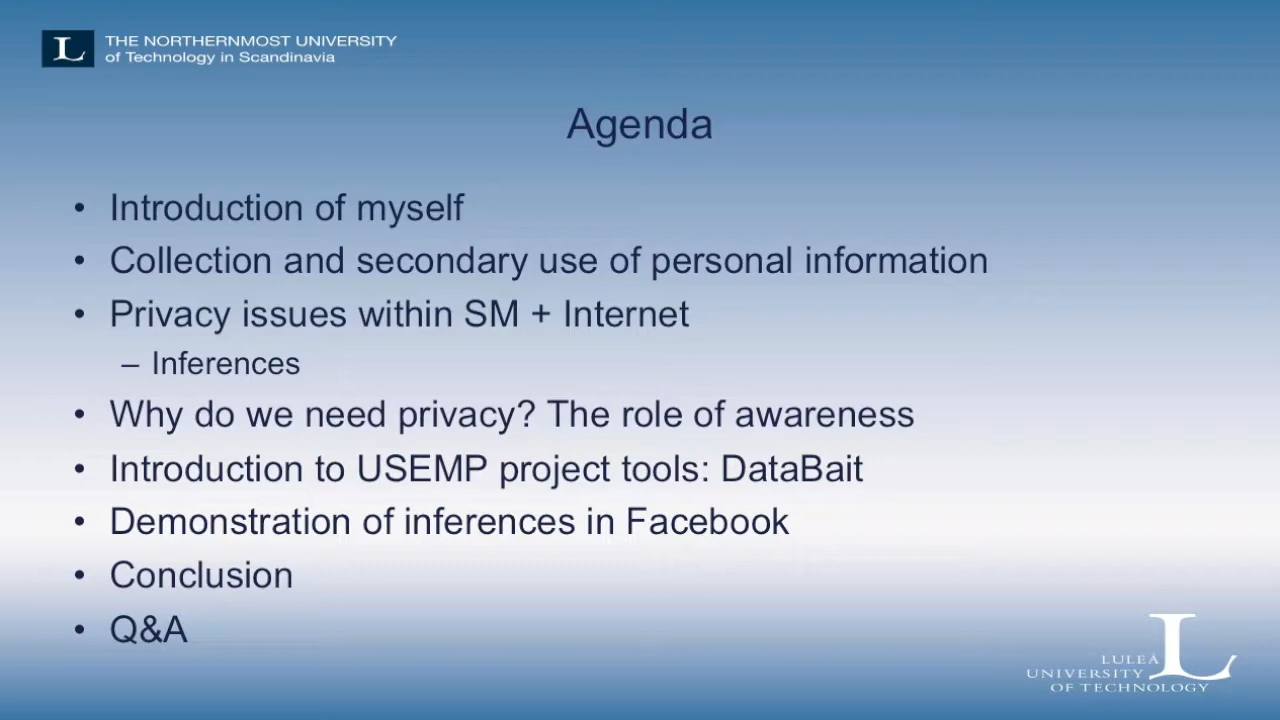 L THE NORTHERNMOST UNIVERSITY
of Technology in Scandinavia
Agenda
• Introduction of myself
• Collection and secondary use of personal information
• Privacy issues within SM + Internet
– Inferences
• Why do we need privacy? The role of awareness
• Introduction to USEMP project tools: DataBait
• Demonstration of inferences in Facebook
• Conclusion
• Q&A
LULEÅ
UNIVERSITY L
OF TECHNOLOGY